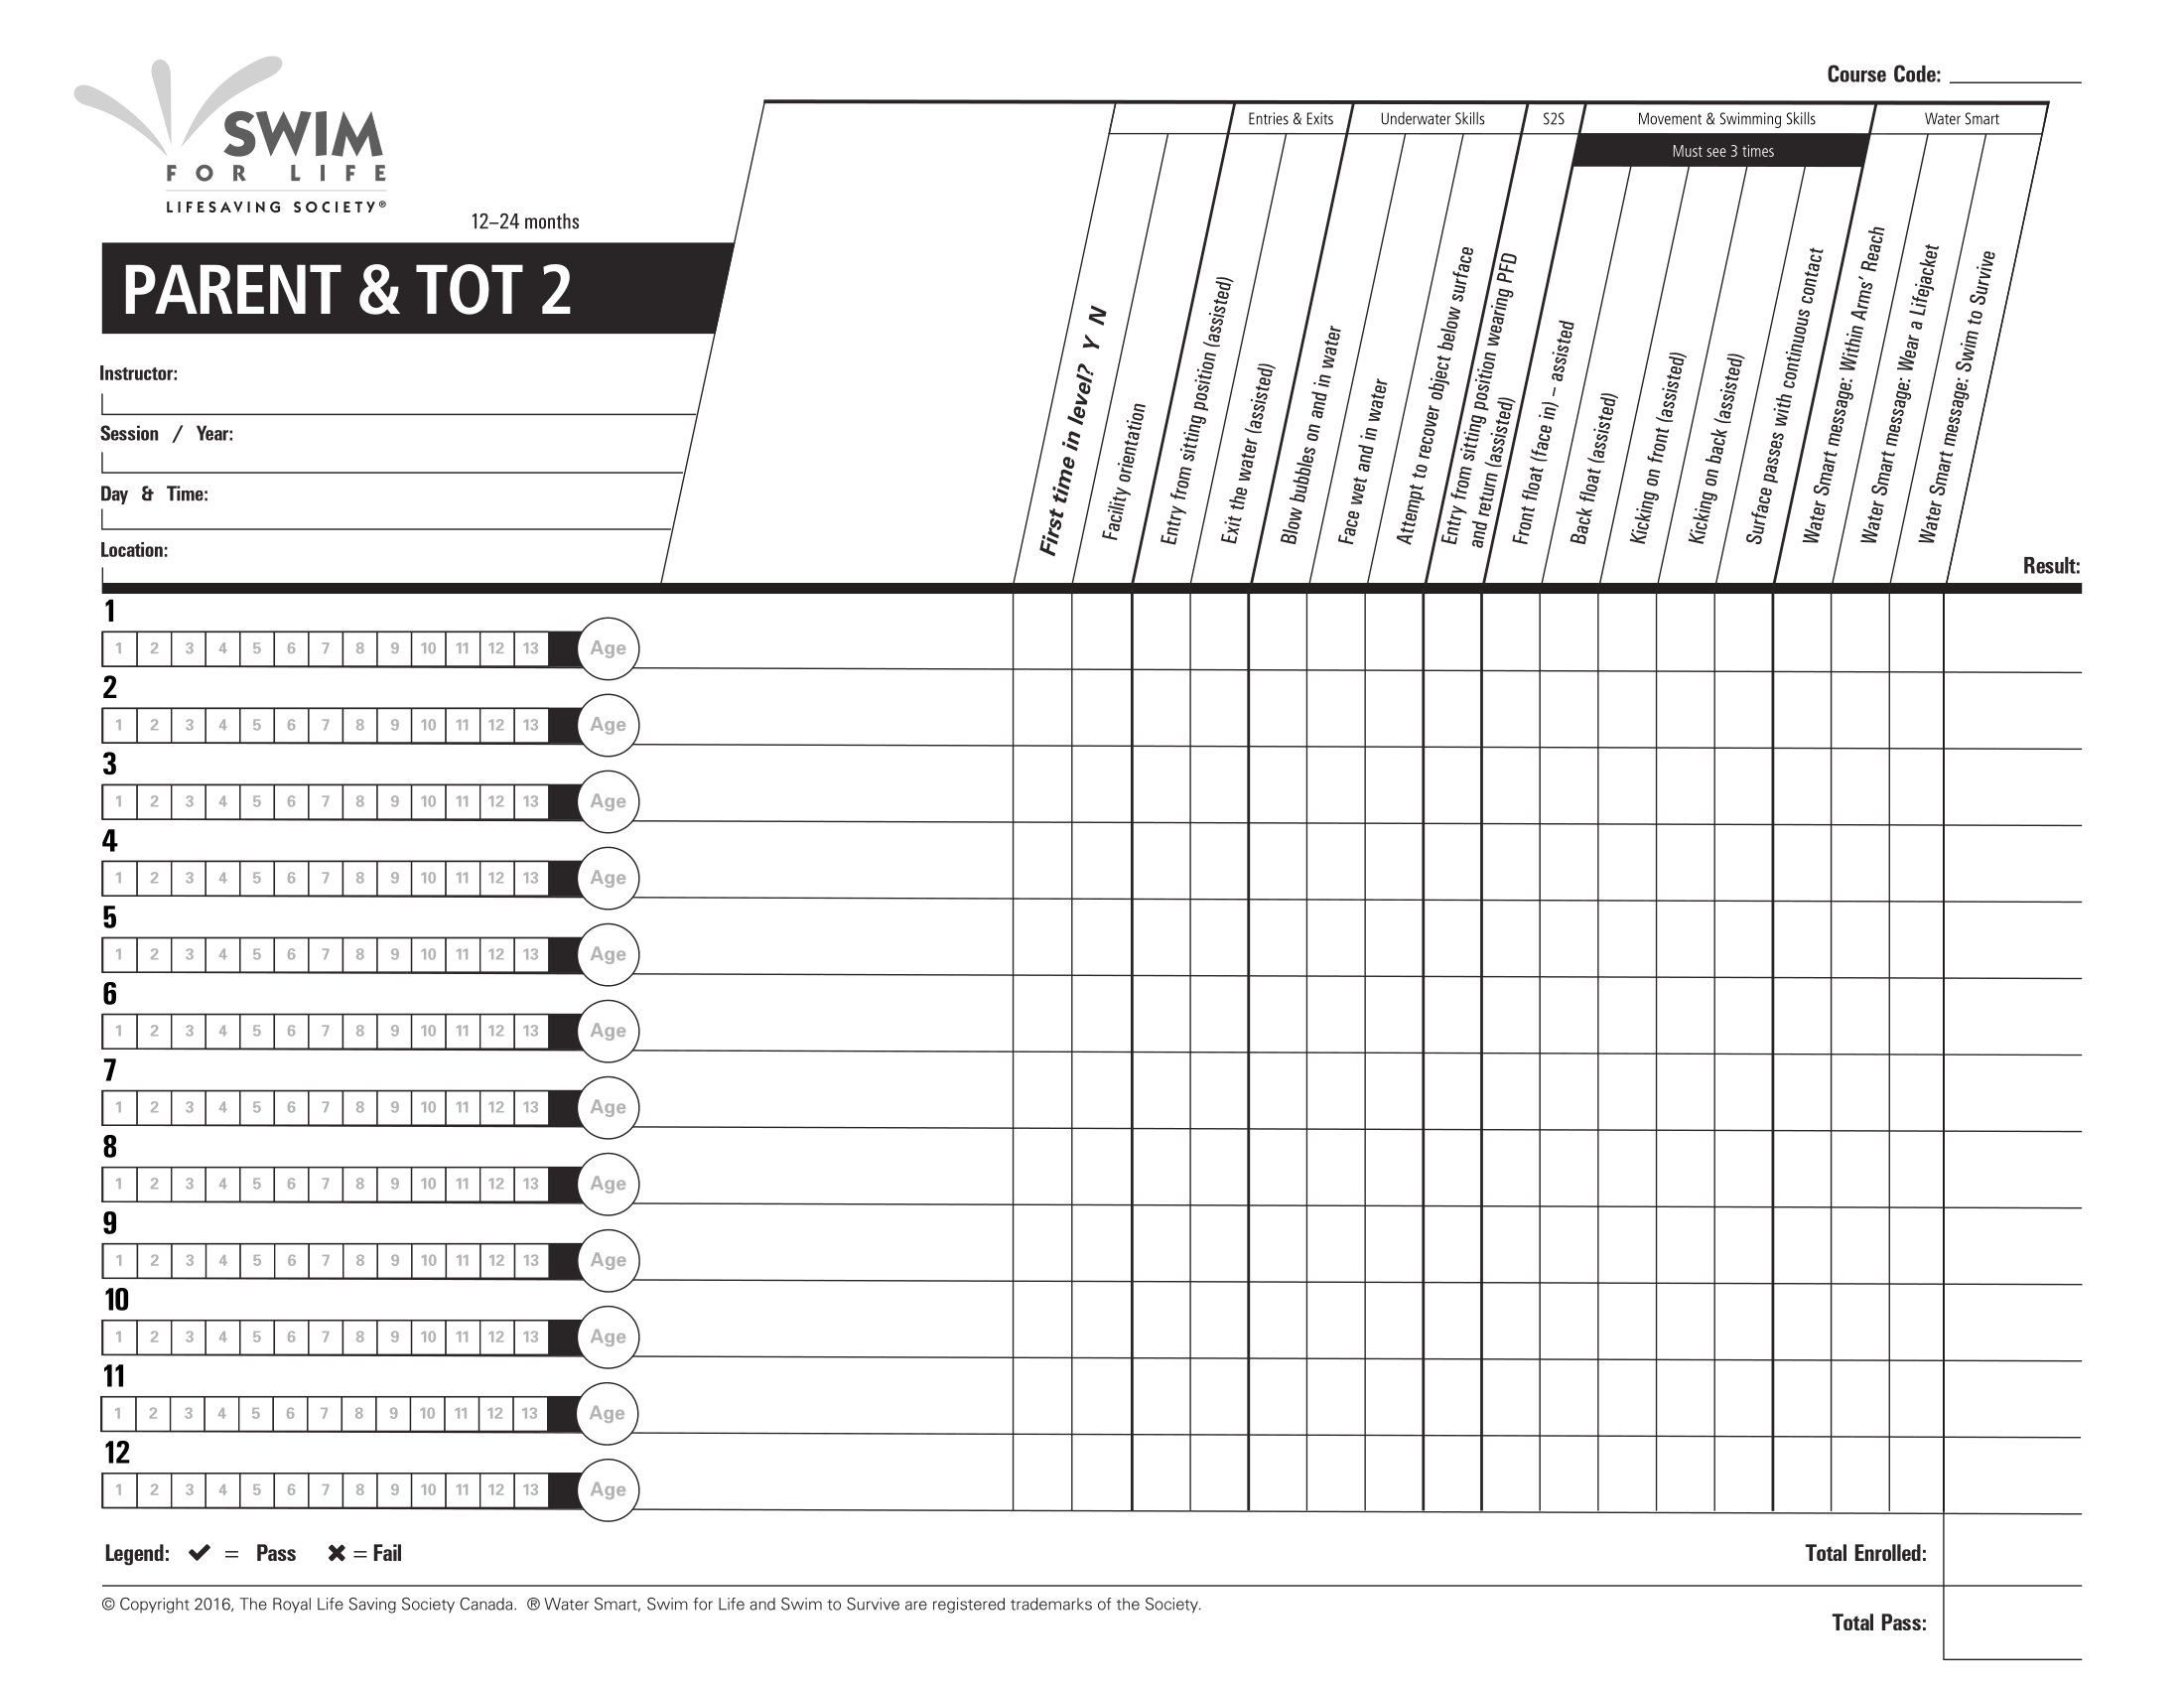 Course Code:
SWIM
FOR LIFE
LIFESAVING SOCIETY®
12–24 months
PARENT & TOT 2
Instructor:
Session / Year:
Day & Time:
Location:
Entries & Exits
Underwater Skills
S2S
Movement & Swimming Skills
Water Smart
Must see 3 times
First time in level? Y N
Facility orientation
Entry from sitting position (assisted)
Exit the water (assisted)
Blow bubbles on and in water
Face wet and in water
Attempt to recover object below surface
Entry from sitting position wearing PFD
and return (assisted)
Front float (face in) – assisted
Back float (assisted)
Kicking on front (assisted)
Kicking on back (assisted)
Surface passes with continuous contact
Water Smart message: Within Arms' Reach
Water Smart message: Wear a Lifejacket
Water Smart message: Swim to Survive
Result:
1
1 2 3 4 5 6 7 8 9 10 11 12 13 Age
2
1 2 3 4 5 6 7 8 9 10 11 12 13 Age
3
1 2 3 4 5 6 7 8 9 10 11 12 13 Age
4
1 2 3 4 5 6 7 8 9 10 11 12 13 Age
5
1 2 3 4 5 6 7 8 9 10 11 12 13 Age
6
1 2 3 4 5 6 7 8 9 10 11 12 13 Age
7
1 2 3 4 5 6 7 8 9 10 11 12 13 Age
8
1 2 3 4 5 6 7 8 9 10 11 12 13 Age
9
1 2 3 4 5 6 7 8 9 10 11 12 13 Age
10
1 2 3 4 5 6 7 8 9 10 11 12 13 Age
11
1 2 3 4 5 6 7 8 9 10 11 12 13 Age
12
1 2 3 4 5 6 7 8 9 10 11 12 13 Age
Legend: ✔ = Pass ✖ = Fail
Total Enrolled:
© Copyright 2016, The Royal Life Saving Society Canada. ® Water Smart, Swim for Life and Swim to Survive are registered trademarks of the Society.
Total Pass: